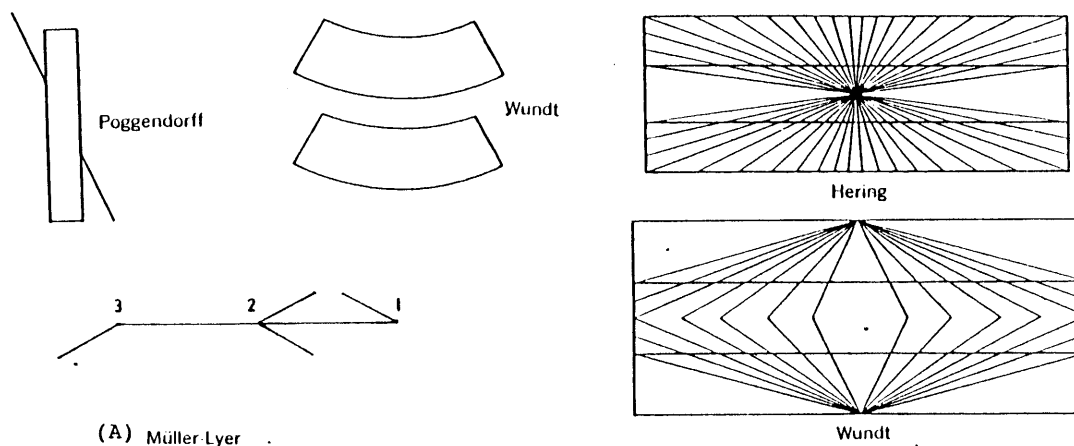 Poggendorff
Wundt
Hering
3 2 1
(A) Müller-Lyer
Wundt